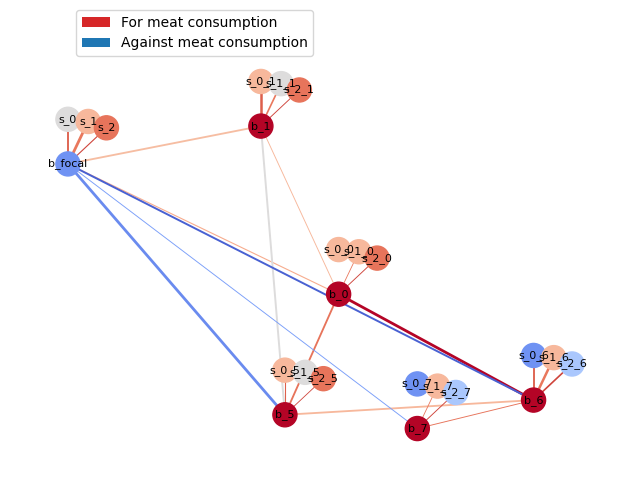 For meat consumption
Against meat consumption
s_0_1 s_1_1 s_2_1
s_0 s_1 s_2
b_1
b_focal
s_0_0 s_1_0 s_2_0
b_0
s_0_6 s_1_6 s_2_6
s_0_5 s_1_5 s_2_5
s_0_7 s_1_7 s_2_7
b_6
b_5
b_7